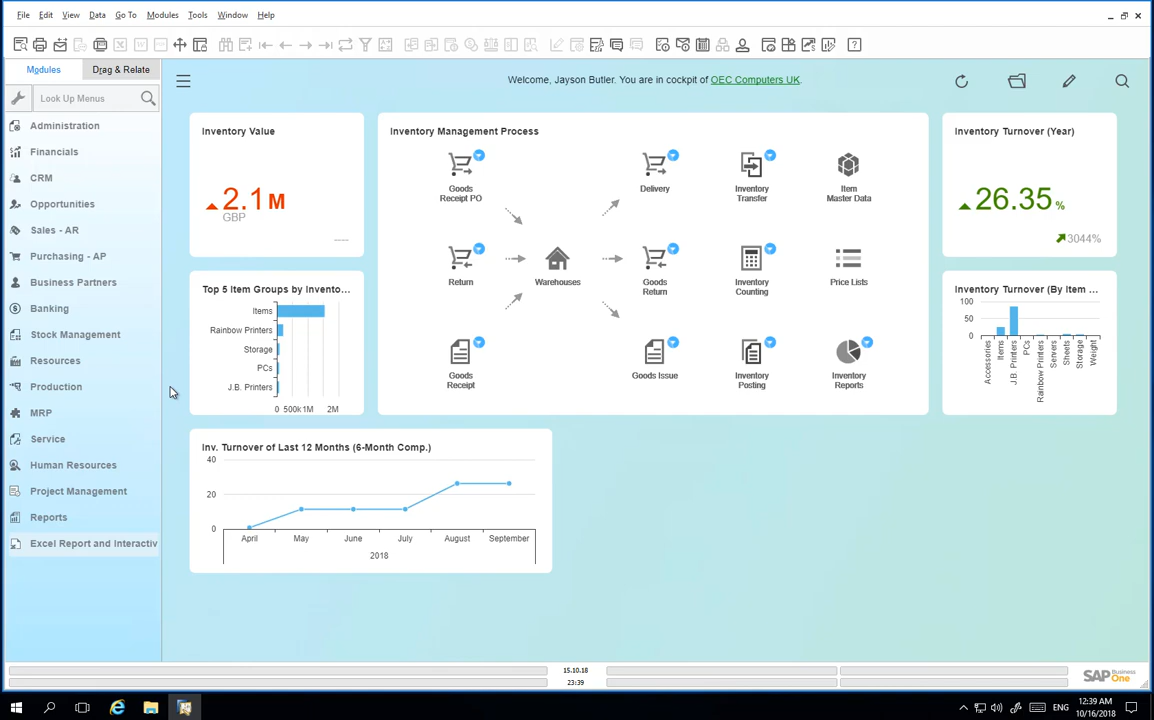 File Edit View Data Go To Modules Tools Window Help
Modules Drag & Relate
Look Up Menus
Administration
Financials
CRM
Opportunities
Sales - AR
Purchasing - AP
Business Partners
Banking
Stock Management
Resources
Production
MRP
Service
Human Resources
Project Management
Reports
Excel Report and Interactiv
Welcome, Jayson Butler. You are in cockpit of OEC Computers UK.
Inventory Value
2.1 M
GBP
Inventory Management Process
Goods
Receipt PO
Delivery
Inventory
Transfer
Item
Master Data
Return
Warehouses
Goods
Return
Inventory
Counting
Price Lists
Goods
Receipt
Goods Issue
Inventory
Posting
Inventory
Reports
Inventory Turnover (Year)
26.35 %
3044%
Top 5 Item Groups by Invento...
Items
Rainbow Printers
Storage
PCs
J.B. Printers
0 500k 1M 2M
Inventory Turnover (By Item ...
100
50
0
Accessories
Items
J.B. Printers
PCs
Rainbow Printers
Servers
Sheets
Storage
Weight
Inv. Turnover of Last 12 Months (6-Month Comp.)
40
20
0
April May June July August September
2018
15.10.18
23:39
SAP Business One
ENG
12:39 AM
10/16/2018